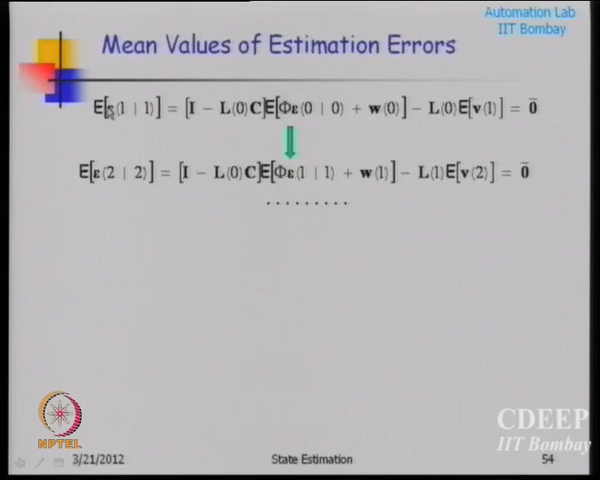 Automation Lab
IIT Bombay
Mean Values of Estimation Errors
E[ε(1 | 1)] = [I − L(0)C]E[Φε(0 | 0) + w(0)] − L(0)E[v(1)] = 0̄
E[ε(2 | 2)] = [I − L(0)C]E[Φε(1 | 1) + w(1)] − L(1)E[v(2)] = 0̄
. . . . . . . . .
NPTEL
CDEEP
IIT Bombay
3/21/2012
State Estimation
54